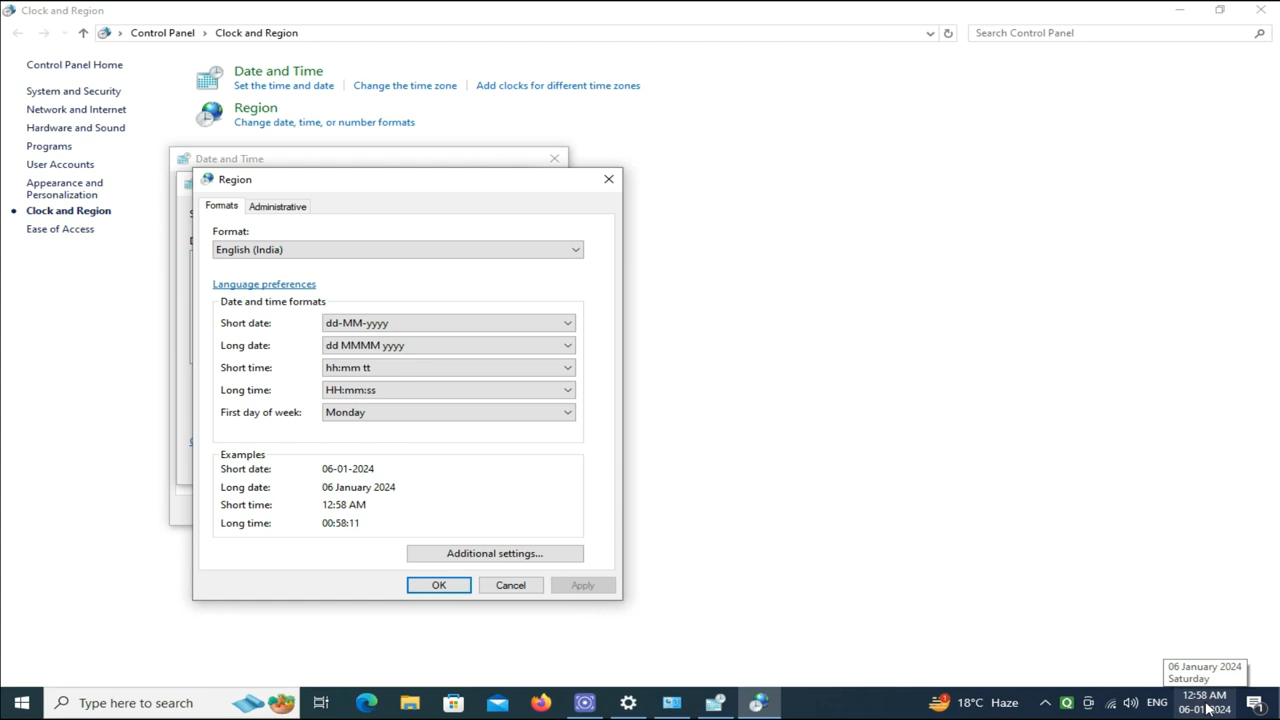 Clock and Region
Control Panel > Clock and Region
Search Control Panel
Control Panel Home
System and Security
Network and Internet
Hardware and Sound
Programs
User Accounts
Appearance and
Personalization
Clock and Region
Ease of Access
Date and Time
Set the time and date | Change the time zone | Add clocks for different time zones
Region
Change date, time, or number formats
Date and Time
Region
Formats Administrative
Format:
English (India)
Language preferences
Date and time formats
Short date: dd-MM-yyyy
Long date: dd MMMM yyyy
Short time: hh:mm tt
Long time: HH:mm:ss
First day of week: Monday
Examples
Short date: 06-01-2024
Long date: 06 January 2024
Short time: 12:58 AM
Long time: 00:58:11
Additional settings...
OK Cancel Apply
06 January 2024
Saturday
Type here to search
18°C Haze
ENG
12:58 AM
06-01-2024
1